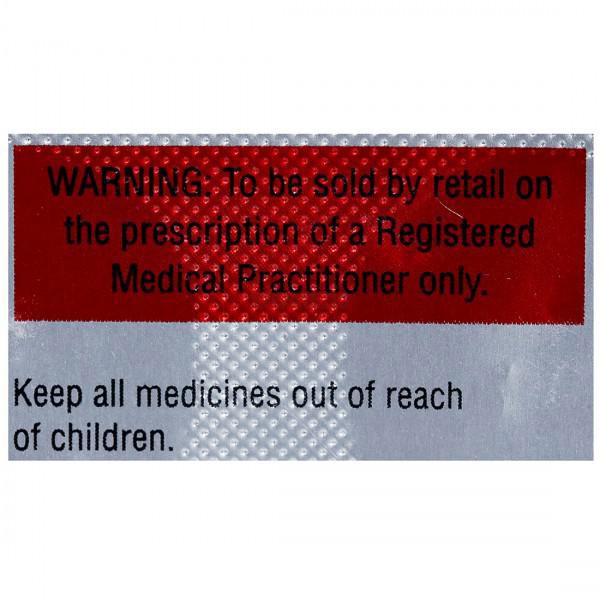 WARNING: To be sold by retail on
the prescription of a Registered
Medical Practitioner only.
Keep all medicines out of reach
of children.